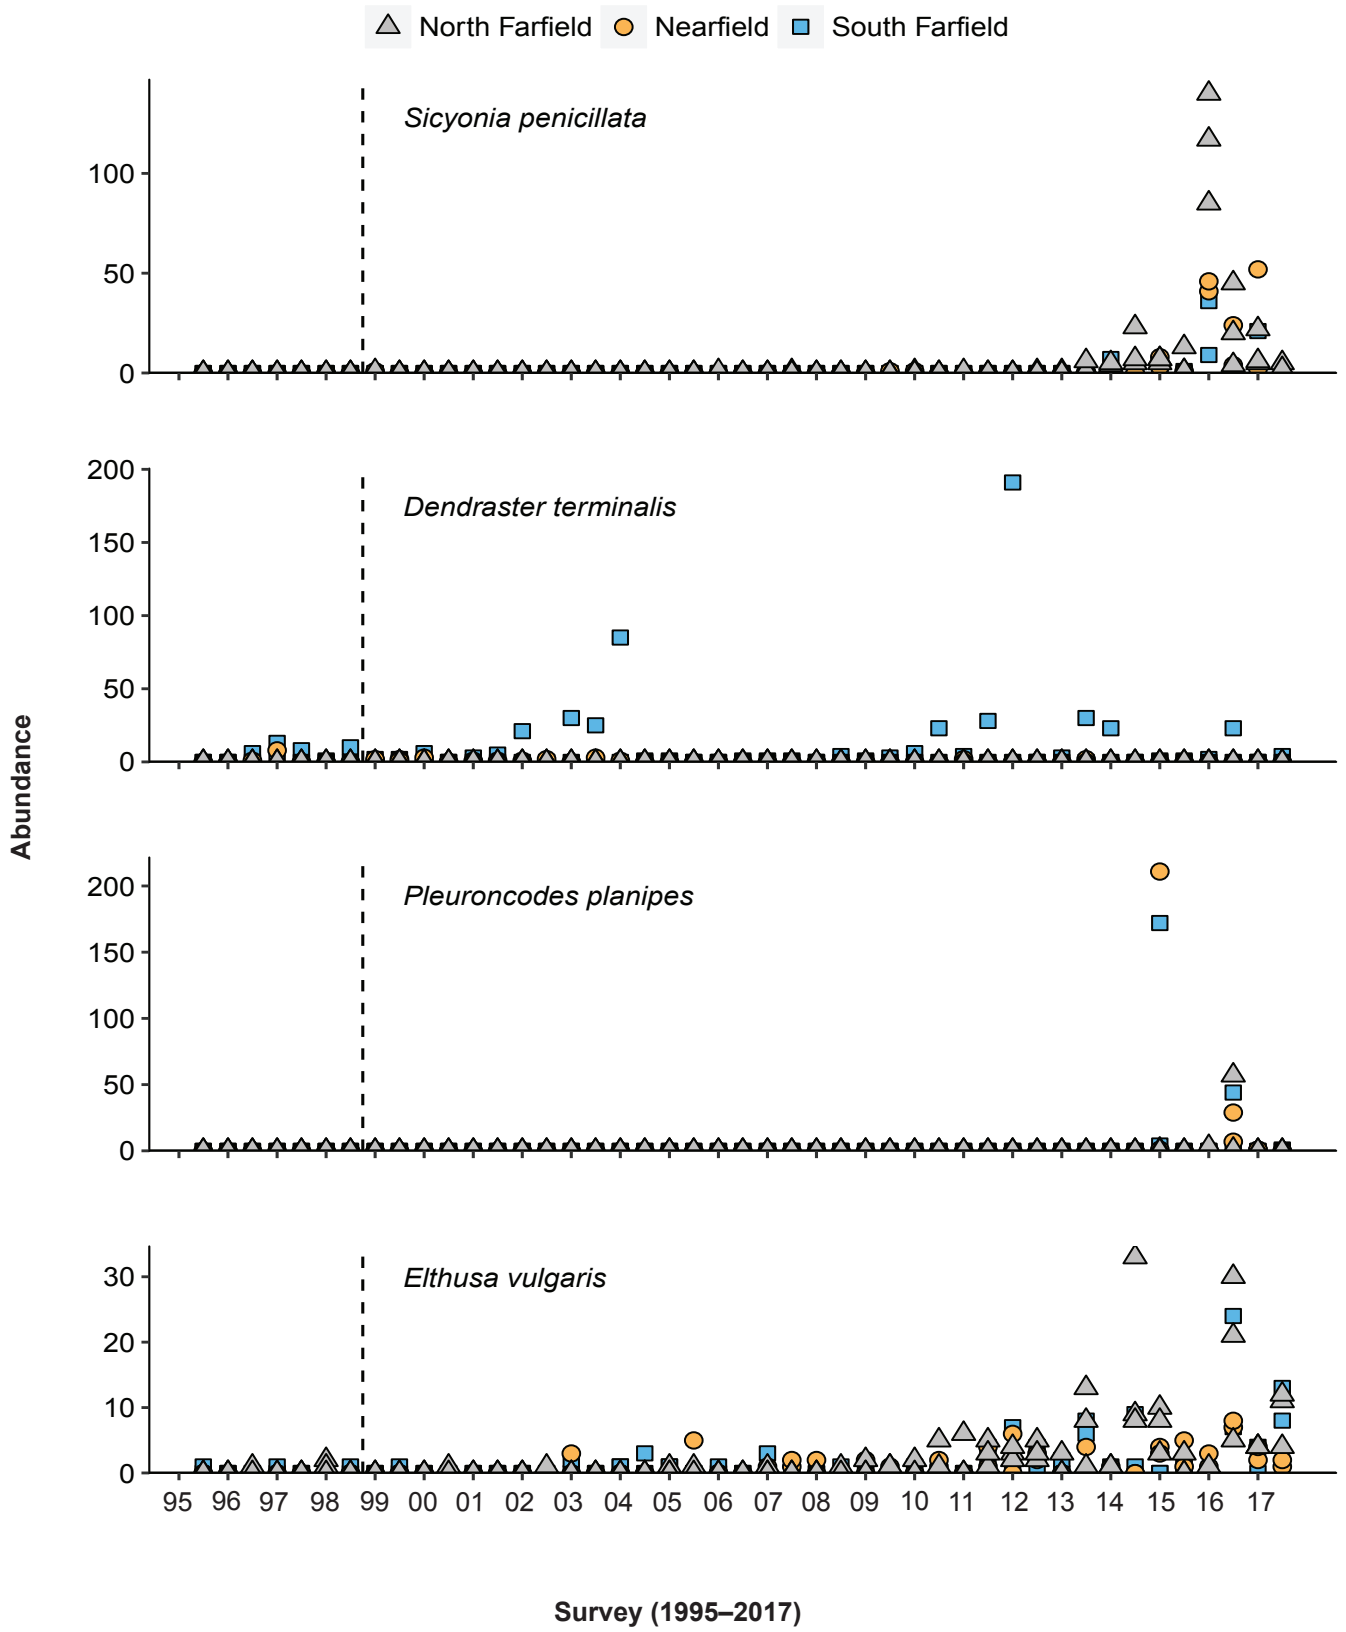 North Farfield Nearfield South Farfield
Sicyonia penicillata
100
50
0
Dendraster terminalis
200
150
100
50
0
Abundance
Pleuroncodes planipes
200
150
100
50
0
Elthusa vulgaris
30
20
10
0
95 96 97 98 99 00 01 02 03 04 05 06 07 08 09 10 11 12 13 14 15 16 17
Survey (1995–2017)